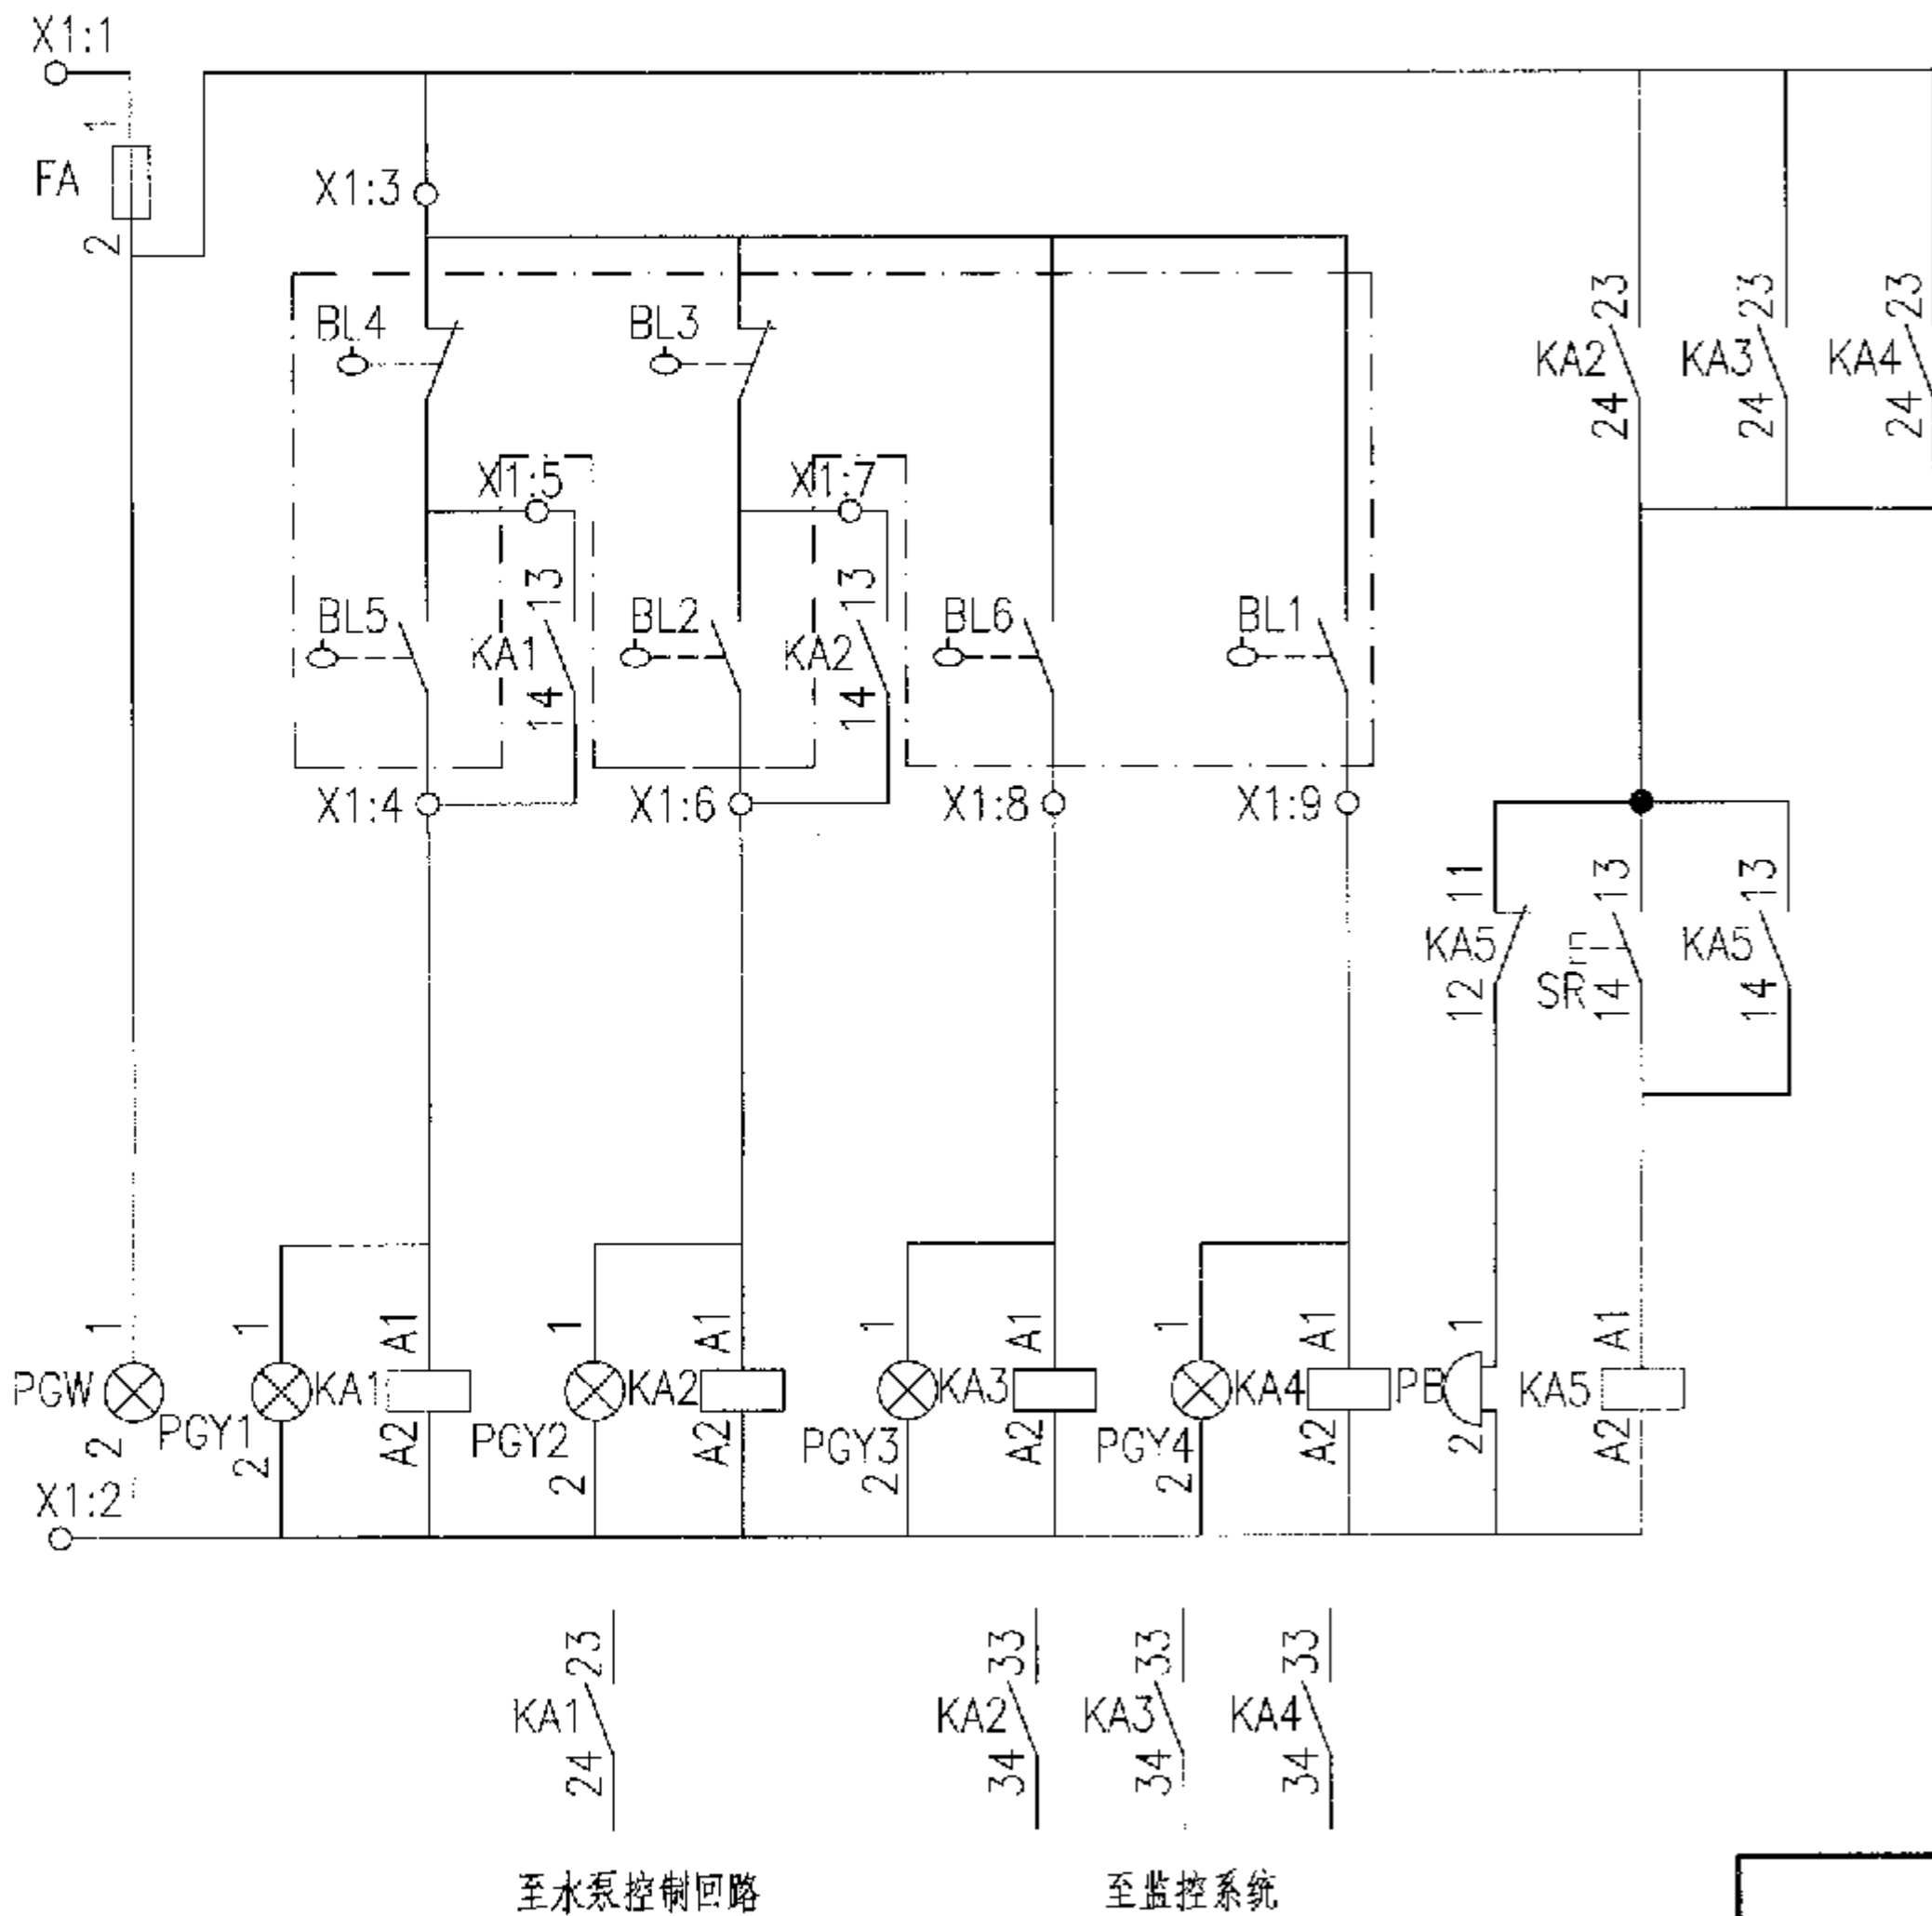 X1:1
1
FA
2
X1:3
BL4
BL3
23
KA2
24
23
KA3
24
23
KA4
24
X1:5
X1:7
BL5
13
KA1
14
BL2
13
KA2
14
BL6
BL1
X1:4
X1:6
X1:8
X1:9
11
KA5
12
13
SR
14
13
KA5
14
1
PGW
2
1
PGY1
2
A1
KA1
A2
1
PGY2
2
A1
KA2
A2
1
PGY3
2
A1
KA3
A2
1
PGY4
2
A1
KA4
A2
1
PB
2
A1
KA5
A2
X1:2
23
KA1
24
33
KA2
34
33
KA3
34
33
KA4
34
至水泵控制回路
至监控系统